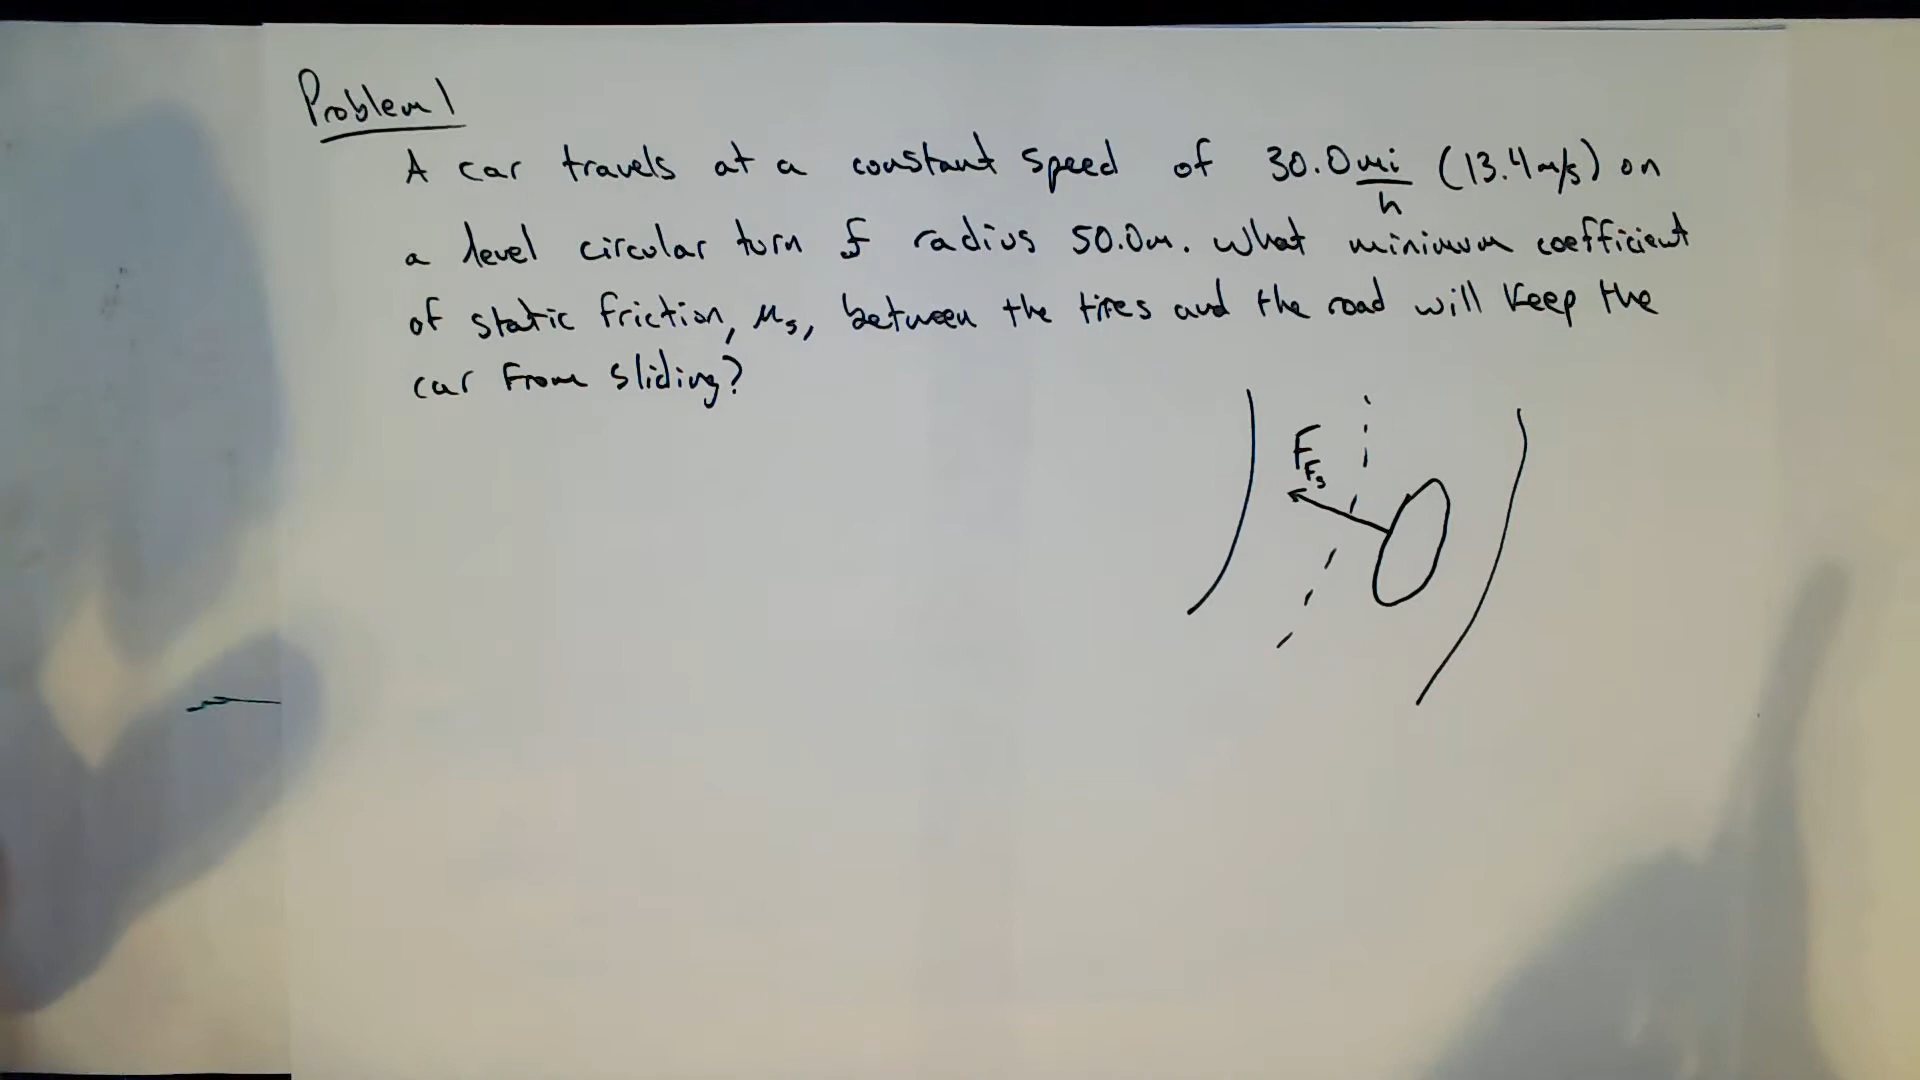 Problem 1
A car travels at a constant speed of 30.0 mi/h (13.4 m/s) on
a level circular turn of radius 50.0m. What minimum coefficient
of static friction, μs, between the tires and the road will keep the
car from sliding?
F_Fs